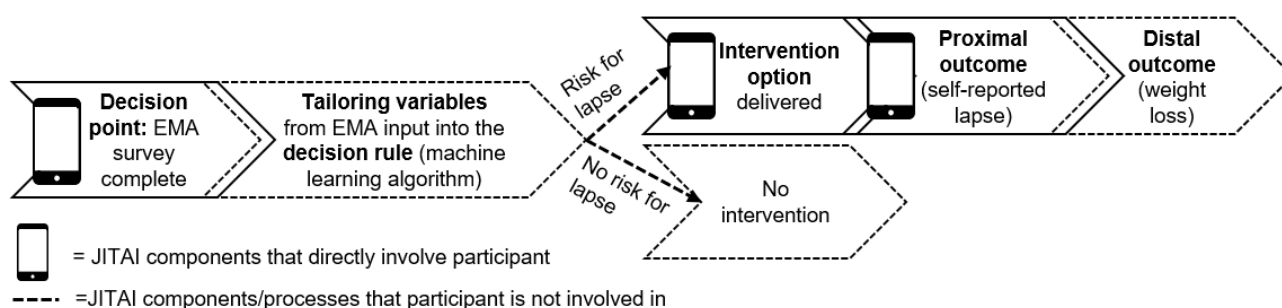 Decision
point: EMA
survey
complete
Tailoring variables
from EMA input into the
decision rule (machine
learning algorithm)
Risk for
lapse
No risk for
lapse
Intervention
option
delivered
Proximal
outcome
(self-reported
lapse)
Distal
outcome
(weight
loss)
No
intervention
= JITAI components that directly involve participant
=JITAI components/processes that participant is not involved in